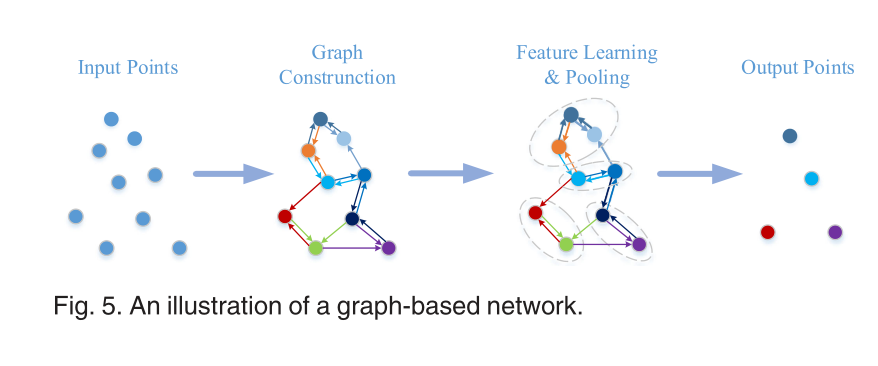 Input Points
Graph
Construnction
Feature Learning
& Pooling
Output Points
Fig. 5. An illustration of a graph-based network.